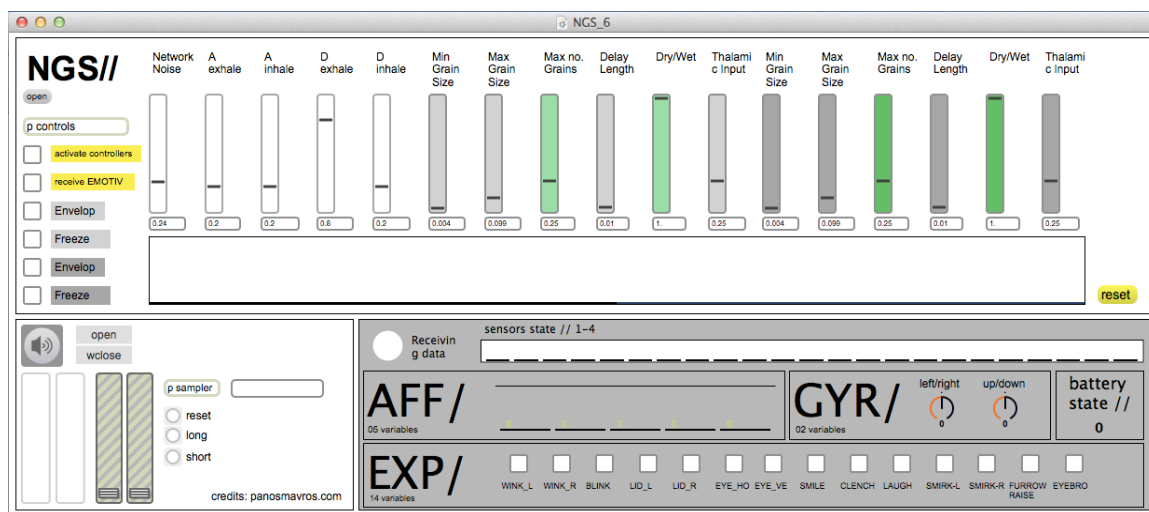 NGS_6
NGS//
open
p controls
activate controllers
receive EMOTIV
Envelop
Freeze
Envelop
Freeze
Network Noise
A exhale
A inhale
D exhale
D inhale
Min Grain Size
Max Grain Size
Max no. Grains
Delay Length
Dry/Wet
Thalami c Input
Min Grain Size
Max Grain Size
Max no. Grains
Delay Length
Dry/Wet
Thalami c Input
0.24
0.2
0.2
0.8
0.2
0.004
0.099
0.25
0.01
1.
0.25
0.004
0.099
0.25
0.01
1.
0.25
reset
open
wclose
p sampler
reset
long
short
credits: panosmavros.com
Receivin
g data
sensors state // 1-4
AFF/
05 variables
GYR/
02 variables
left/right
up/down
0
0
battery
state //
0
EXP/
14 variables
WINK_L
WINK_R
BLINK
LID_L
LID_R
EYE_HO
EYE_VE
SMILE
CLENCH
LAUGH
SMIRK-L
SMIRK-R
FURROW
RAISE
EYEBRO